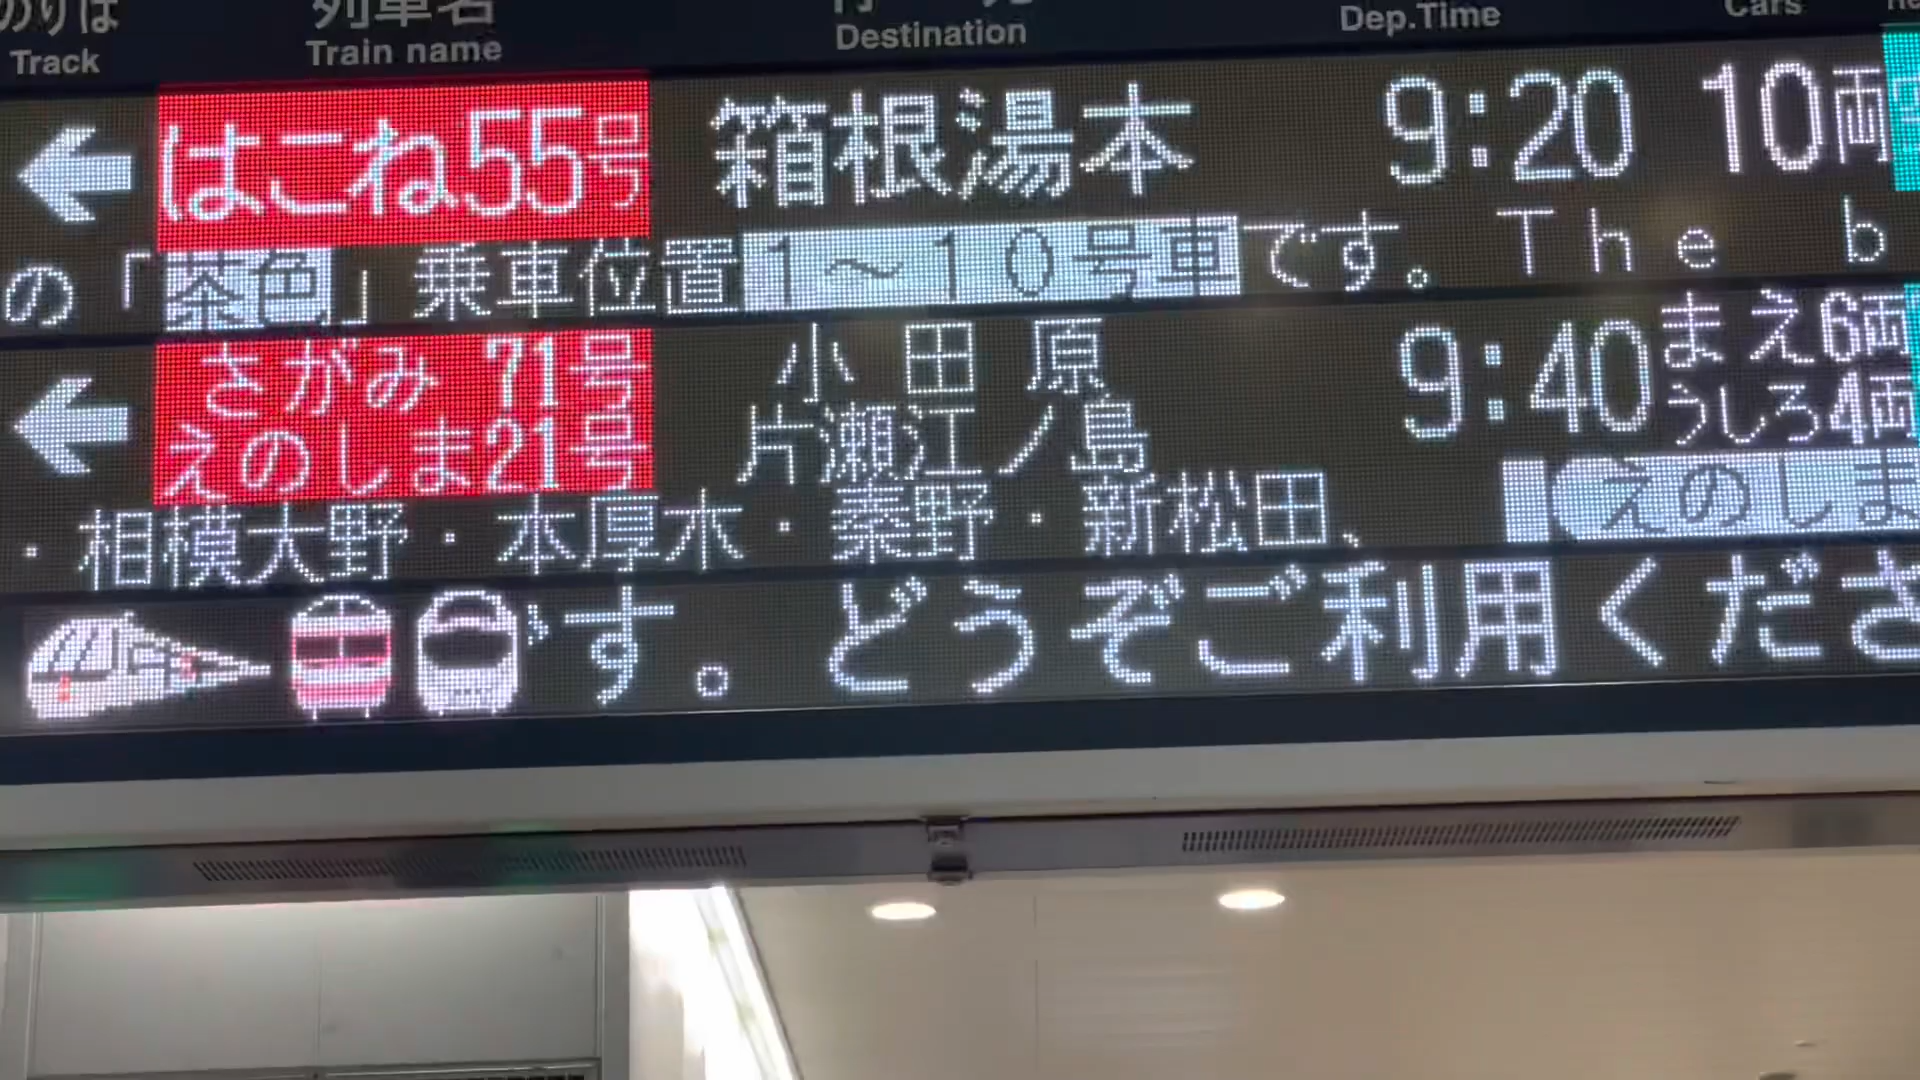 のりば 列車名 行先
Track Train name Destination Dep.Time Cars
← はこね55号 箱根湯本 9:20 10両
の「茶色」乗車位置1～10号車です。The b
← さがみ 71号 小田原 9:40 まえ6両
えのしま21号 片瀬江ノ島 うしろ4両
・相模大野・本厚木・秦野・新松田、 えのしま
す。どうぞご利用くださ